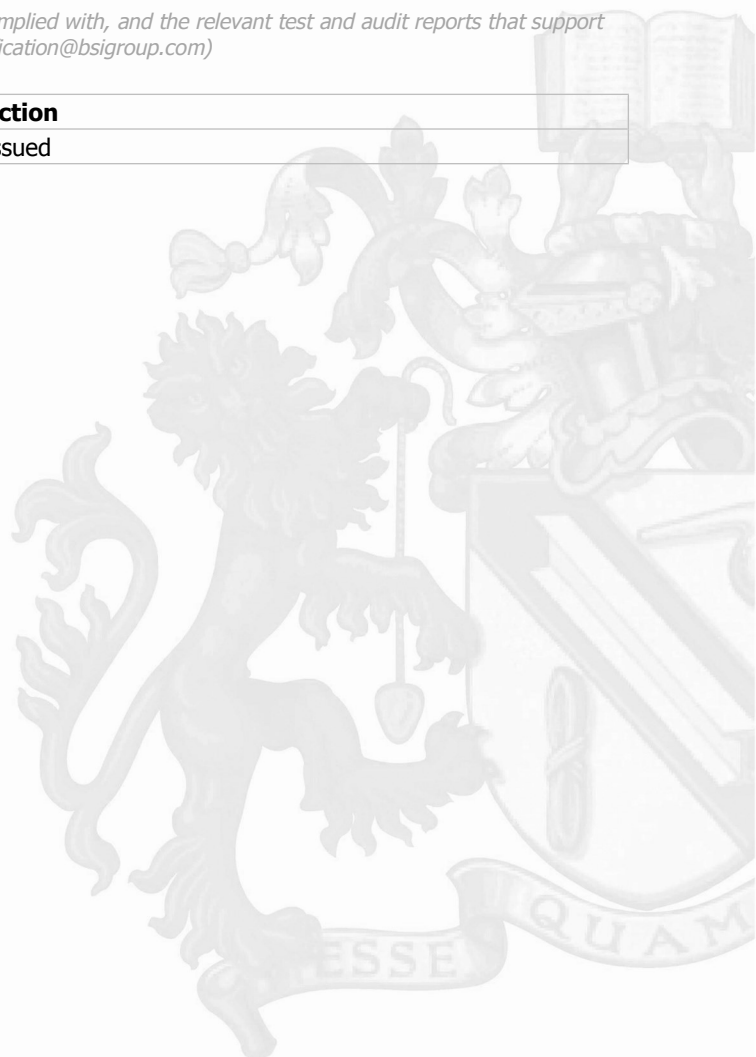 mplied with, and the relevant test and audit reports that support
ication@bsigroup.com)
ction
ssued
ESSE
QUAM